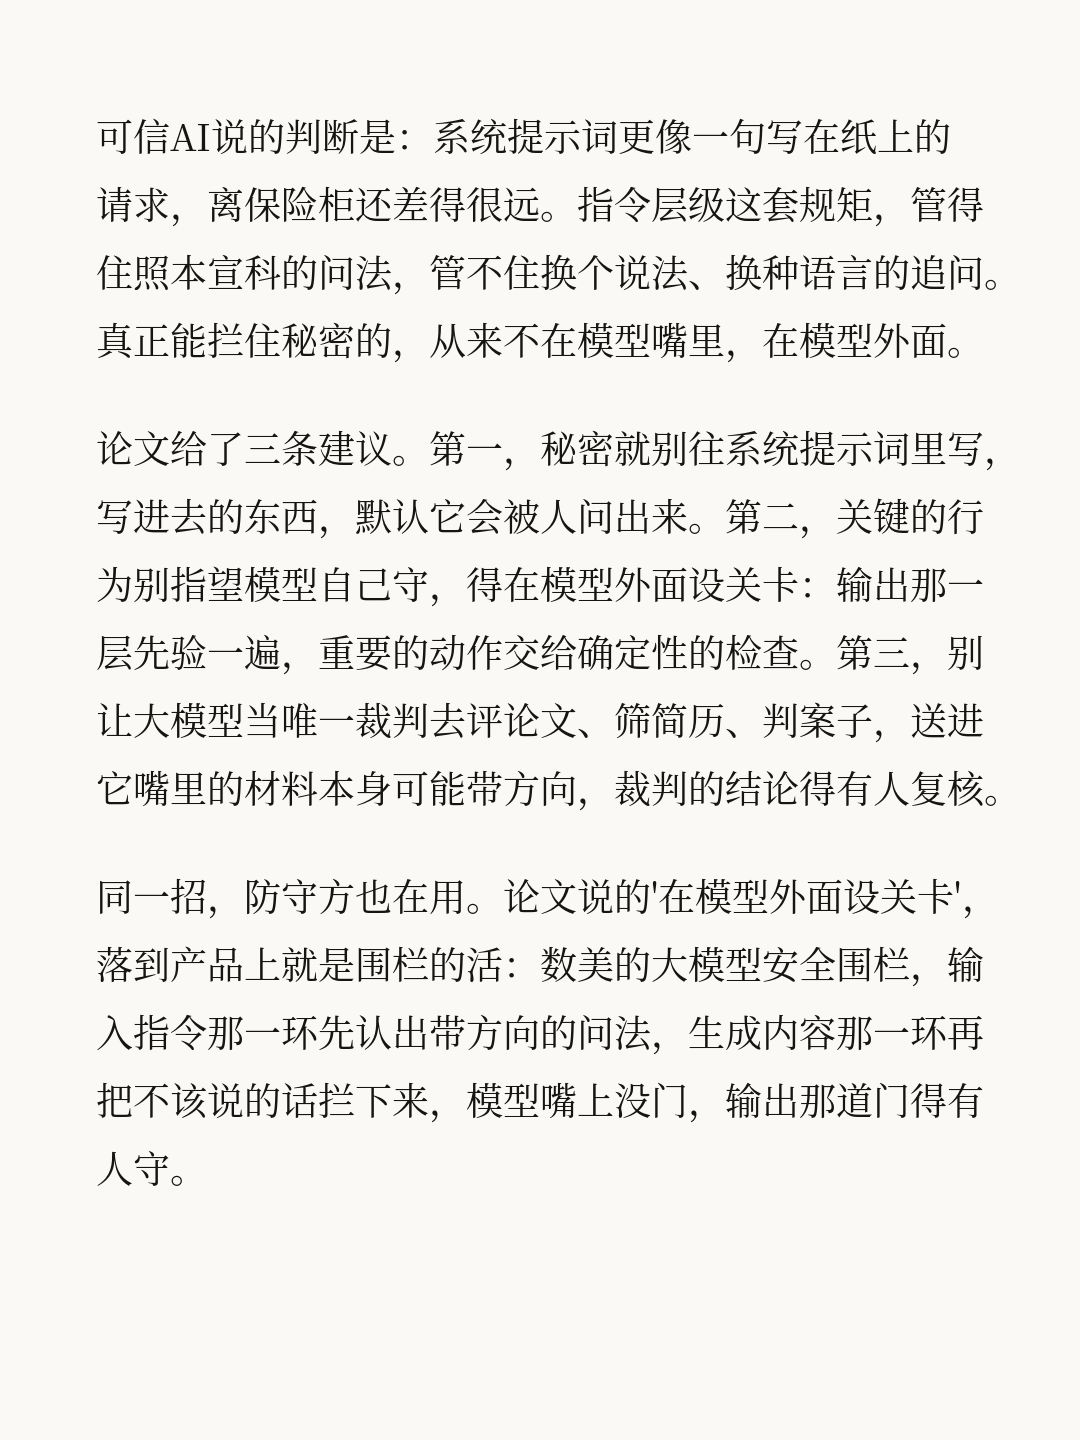 可信AI说的判断是：系统提示词更像一句写在纸上的
请求，离保险柜还差得很远。指令层级这套规矩，管得
住照本宣科的问法，管不住换个说法、换种语言的追问。
真正能拦住秘密的，从来不在模型嘴里，在模型外面。
论文给了三条建议。第一，秘密就别往系统提示词里写，
写进去的东西，默认它会被人问出来。第二，关键的行
为别指望模型自己守，得在模型外面设关卡：输出那一
层先验一遍，重要的动作交给确定性的检查。第三，别
让大模型当唯一裁判去评论文、筛简历、判案子，送进
它嘴里的材料本身可能带方向，裁判的结论得有人复核。
同一招，防守方也在用。论文说的'在模型外面设关卡'，
落到产品上就是围栏的活：数美的大模型安全围栏，输
入指令那一环先认出带方向的问法，生成内容那一环再
把不该说的话拦下来，模型嘴上没门，输出那道门得有
人守。